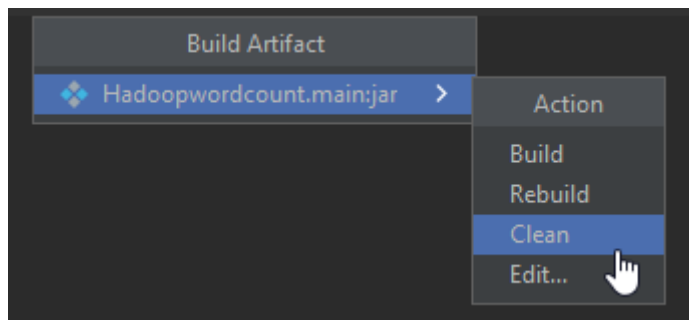 Build Artifact
Hadoopwordcount.main:jar
Action
Build
Rebuild
Clean
Edit...